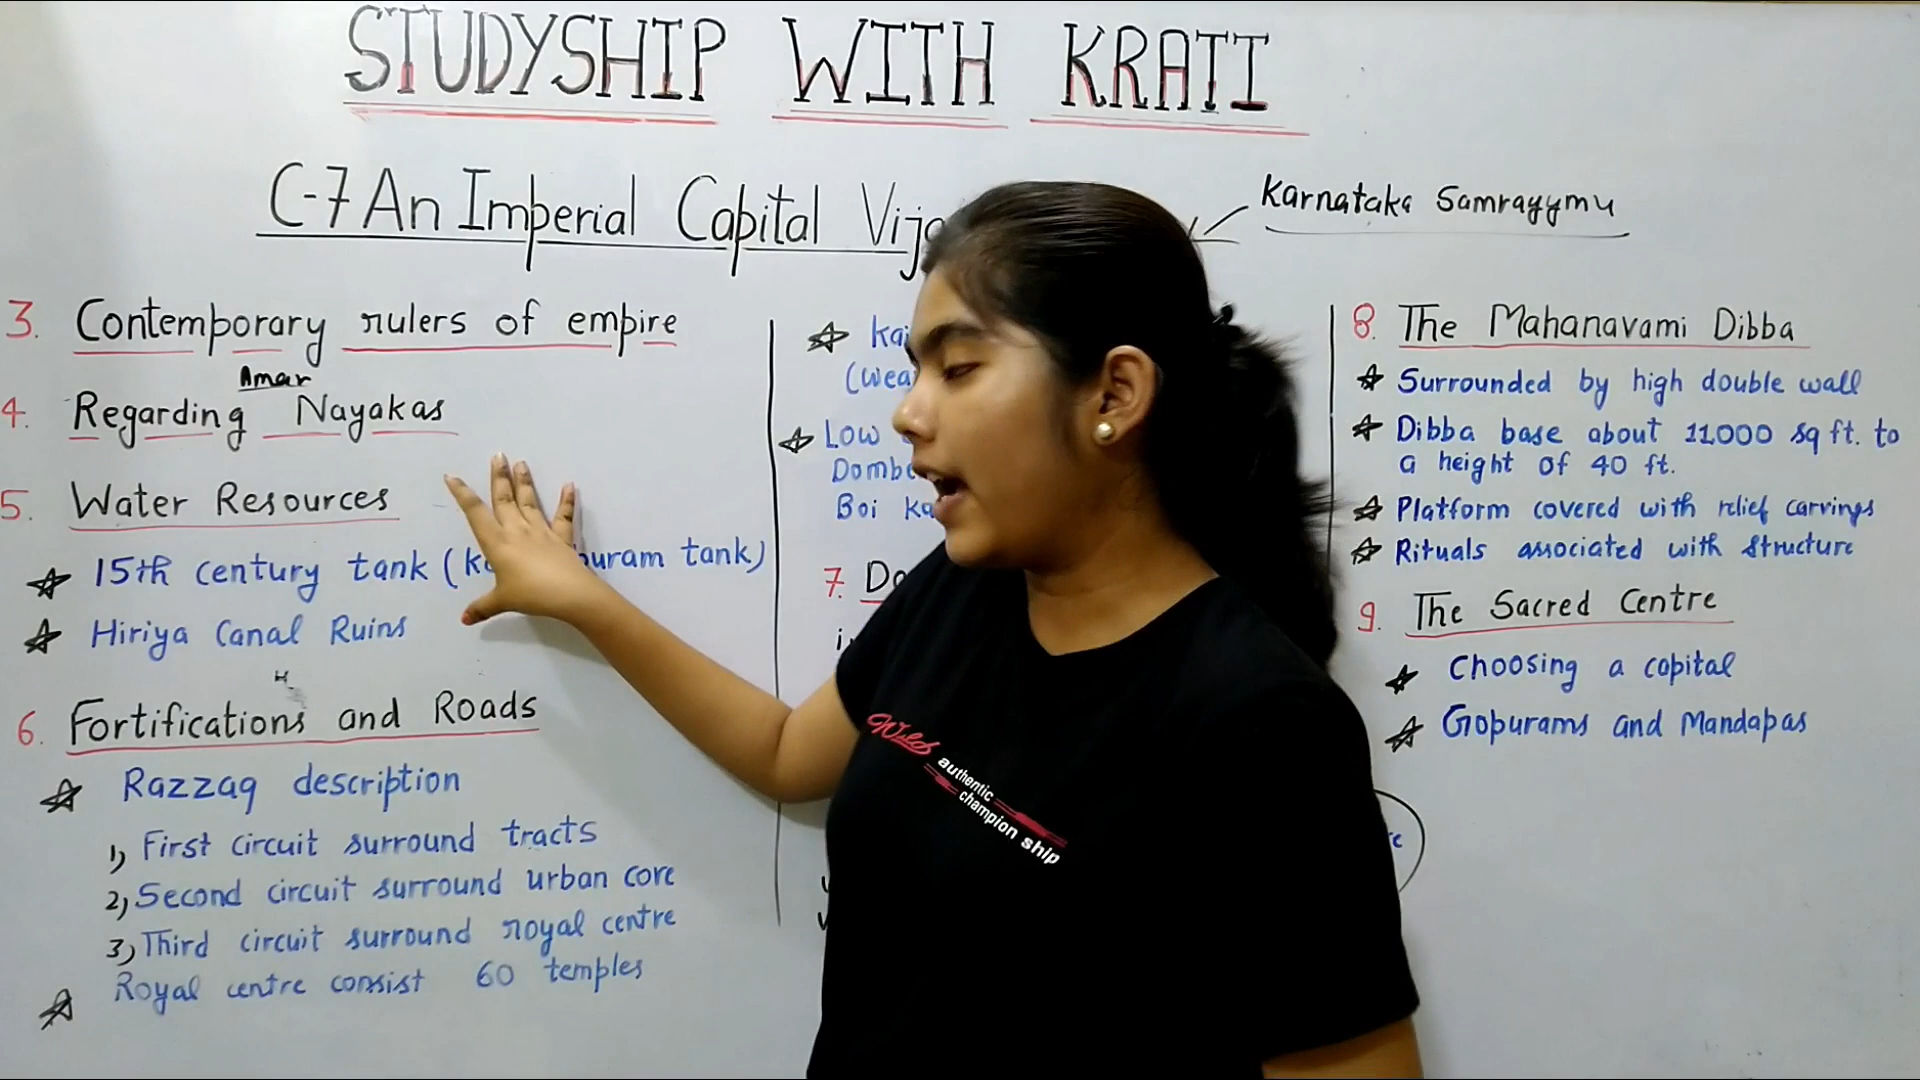 STUDYSHIP WITH KRATI
C-7 An Imperial Capital
Karnataka Samrayymu
3. Contemporary rulers of empire
Amar
4. Regarding Nayakas
5. Water Resources
15th century tank ( tank)
Hiriya Canal Ruins
6. Fortifications and Roads
Razzaq description
1) First circuit surround tracts
2) Second circuit surround urban core
3) Third circuit surround royal centre
Royal centre consist 60 temples
Low
Boi
7.
8. The Mahanavami Dibba
Surrounded by high double wall
Dibba base about 11000 sq ft. to
a height of 40 ft.
Platform covered with relief carvings
Rituals associated with structure
9. The Sacred Centre
Choosing a capital
Gopurams and Mandapas
Wild
authentic
champion ship